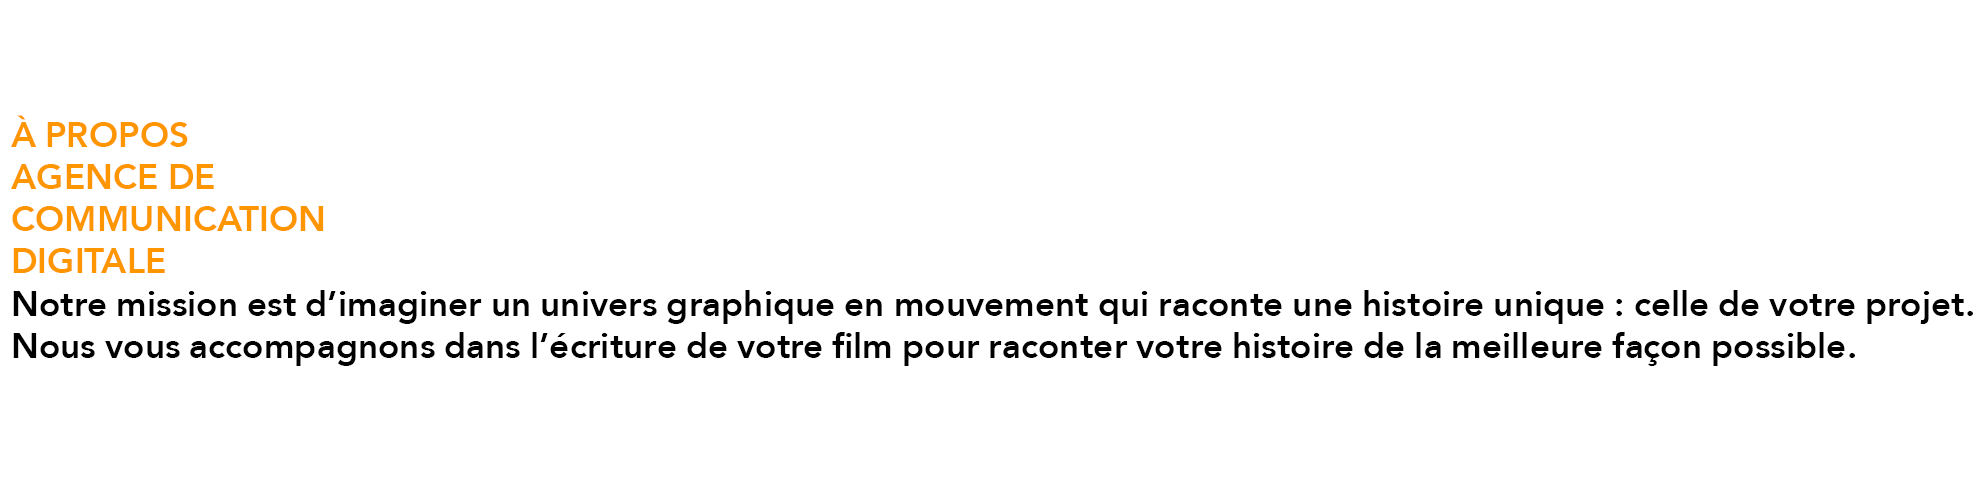 À PROPOS
AGENCE DE
COMMUNICATION
DIGITALE
Notre mission est d’imaginer un univers graphique en mouvement qui raconte une histoire unique : celle de votre projet.
Nous vous accompagnons dans l’écriture de votre film pour raconter votre histoire de la meilleure façon possible.